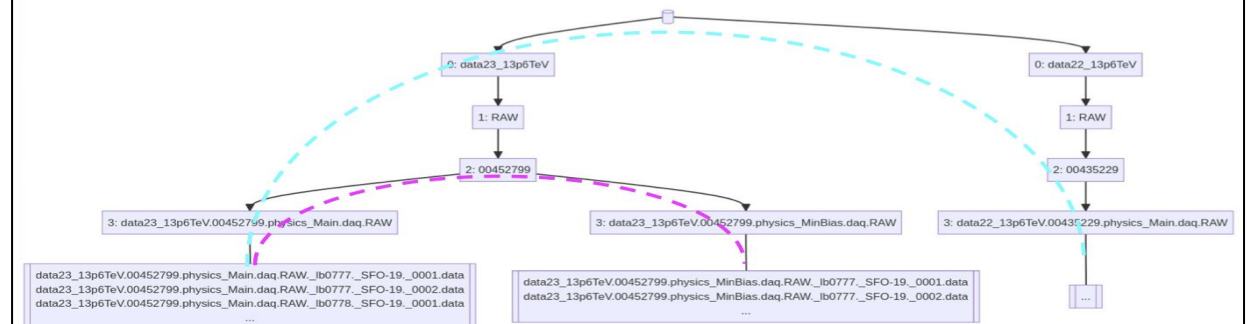 0: data23_13p6TeV
0: data22_13p6TeV
1: RAW
1: RAW
2: 00452799
2: 00435229
3: data23_13p6TeV.00452799.physics_Main.daq.RAW
3: data23_13p6TeV.00452799.physics_MinBias.daq.RAW
3: data22_13p6TeV.00435229.physics_Main.daq.RAW
data23_13p6TeV.00452799.physics_Main.daq.RAW._lb0777._SFO-19._0001.data
data23_13p6TeV.00452799.physics_Main.daq.RAW._lb0777._SFO-19._0002.data
data23_13p6TeV.00452799.physics_Main.daq.RAW._lb0778._SFO-19._0001.data
...
data23_13p6TeV.00452799.physics_MinBias.daq.RAW._lb0777._SFO-19._0001.data
data23_13p6TeV.00452799.physics_MinBias.daq.RAW._lb0777._SFO-19._0002.data
...
...